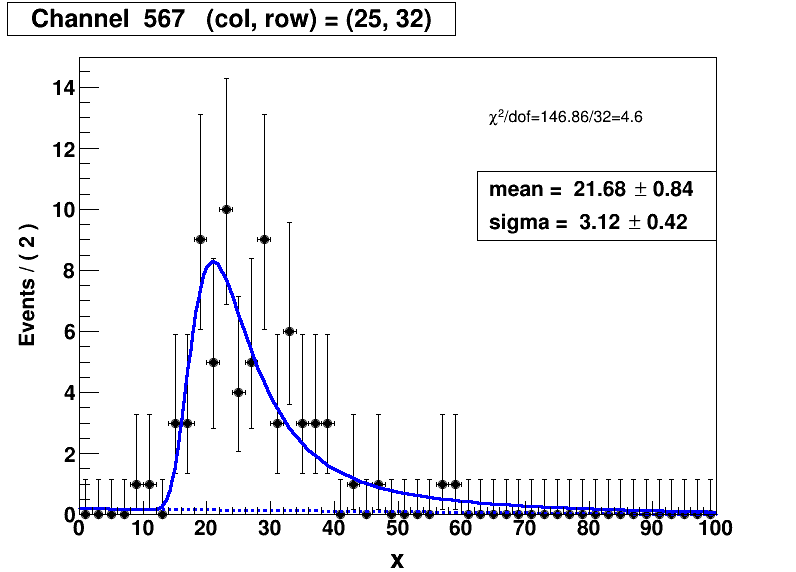 Channel 567 (col, row) = (25, 32)
χ²/dof=146.86/32=4.6
mean = 21.68 ± 0.84
sigma = 3.12 ± 0.42
Events / ( 2 )
14
12
10
8
6
4
2
0
0 10 20 30 40 50 60 70 80 90 100
x